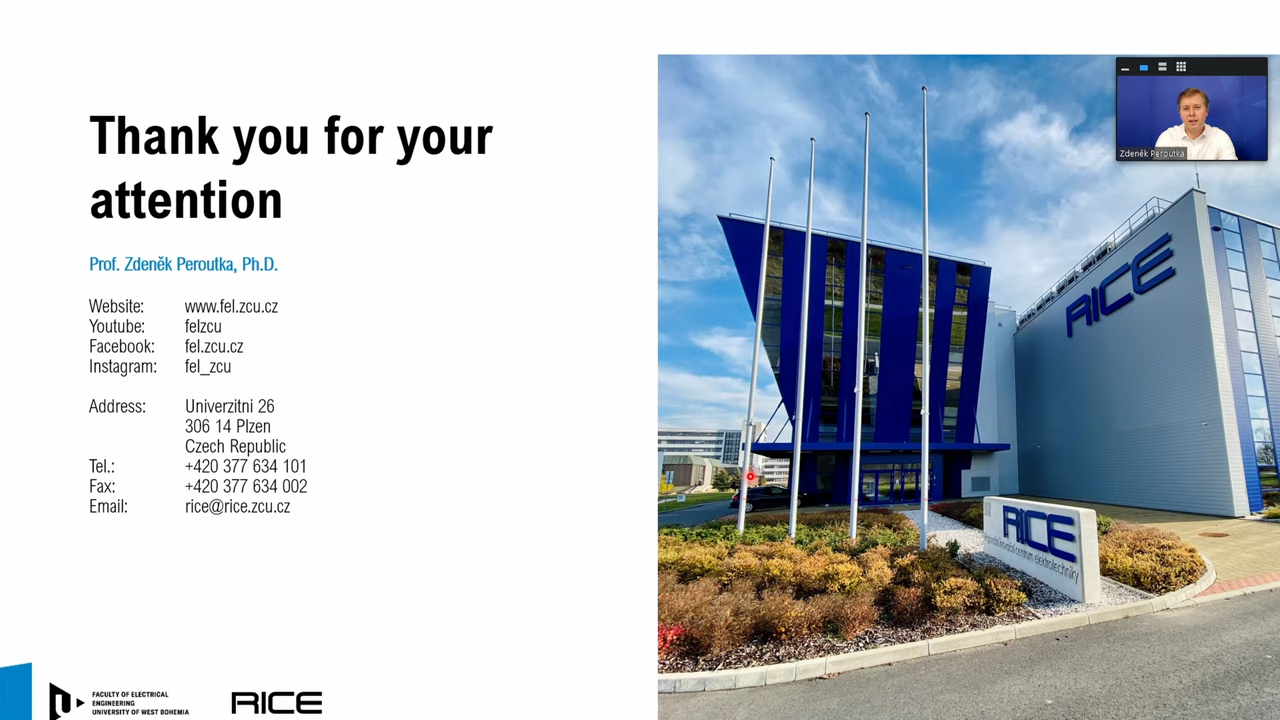 Thank you for your
attention
Prof. Zdeněk Peroutka, Ph.D.
Website: www.fel.zcu.cz
Youtube: felzcu
Facebook: fel.zcu.cz
Instagram: fel_zcu
Address: Univerzitni 26
306 14 Plzen
Czech Republic
Tel.: +420 377 634 101
Fax: +420 377 634 002
Email: rice@rice.zcu.cz
FACULTY OF ELECTRICAL
ENGINEERING
UNIVERSITY OF WEST BOHEMIA
RICE
Zdeněk Peroutka
RICE
RICE
centrum elektrotechniky